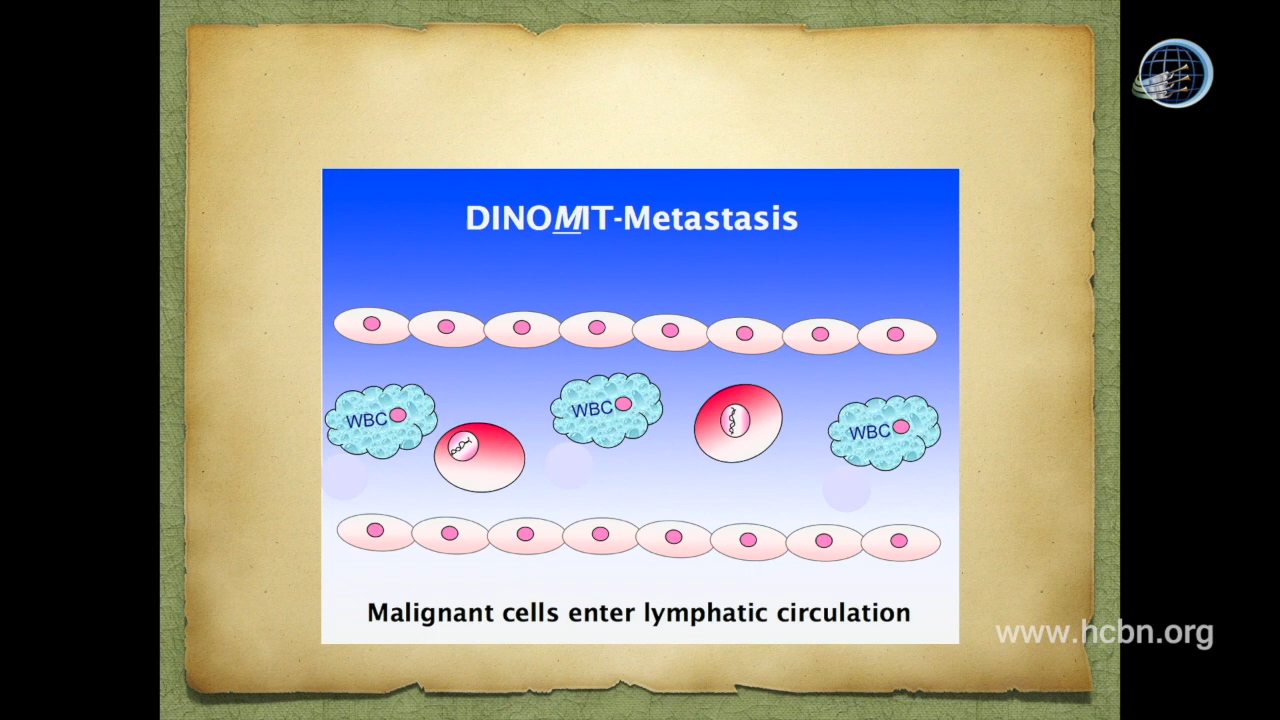 DINOMIT-Metastasis
WBC
WBC
WBC
Malignant cells enter lymphatic circulation
www.hcbn.org